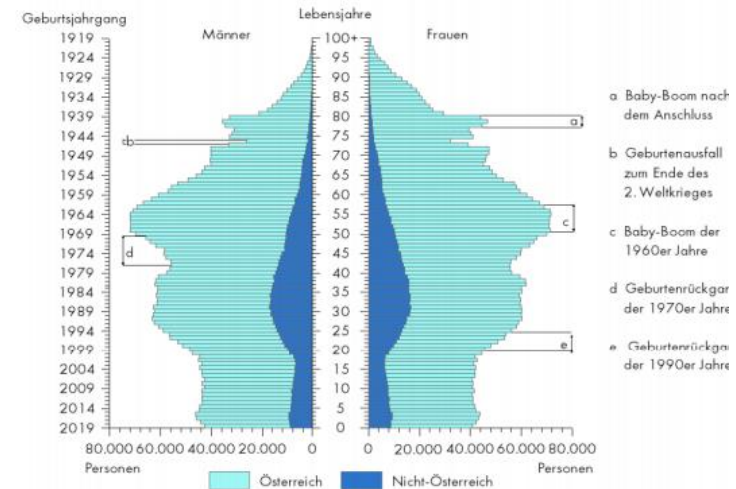 Geburtsjahrgang
Lebensjahre
Männer
Frauen
1919
1924
1929
1934
1939
1944
1949
1954
1959
1964
1969
1974
1979
1984
1989
1994
1999
2004
2009
2014
2019
100+
95
90
85
80
75
70
65
60
55
50
45
40
35
30
25
20
15
10
5
0
b
d
a
c
e
80.000 60.000 40.000 20.000 0
0 20.000 40.000 60.000 80.000
Personen
Personen
Österreich
Nicht-Österreich
a Baby-Boom nach
dem Anschluss
b Geburtenausfall
zum Ende des
2. Weltkrieges
c Baby-Boom der
1960er Jahre
d Geburtenrückgan
der 1970er Jahre
e Geburtenrückgan
der 1990er Jahre